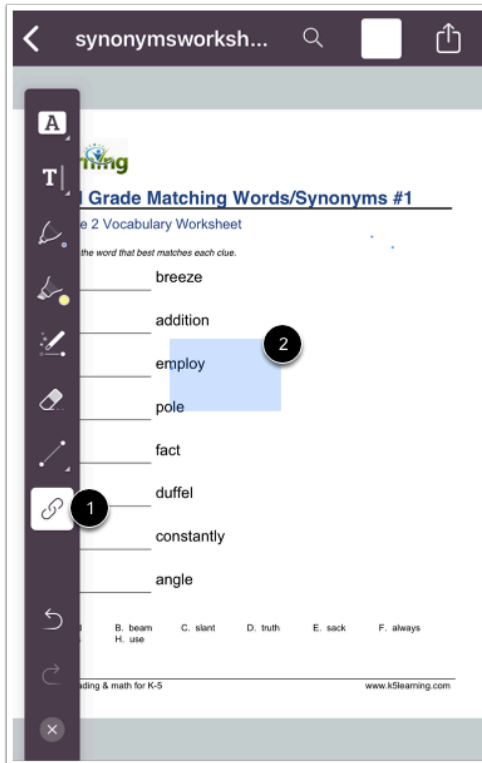 synonymsworksh...
A
T
rning
l Grade Matching Words/Synonyms #1
e 2 Vocabulary Worksheet
the word that best matches each clue.
breeze
addition
2
employ
pole
fact
duffel
1
constantly
angle
B. beam C. slant D. truth E. sack F. always
H. use
ading & math for K-5 www.k5learning.com